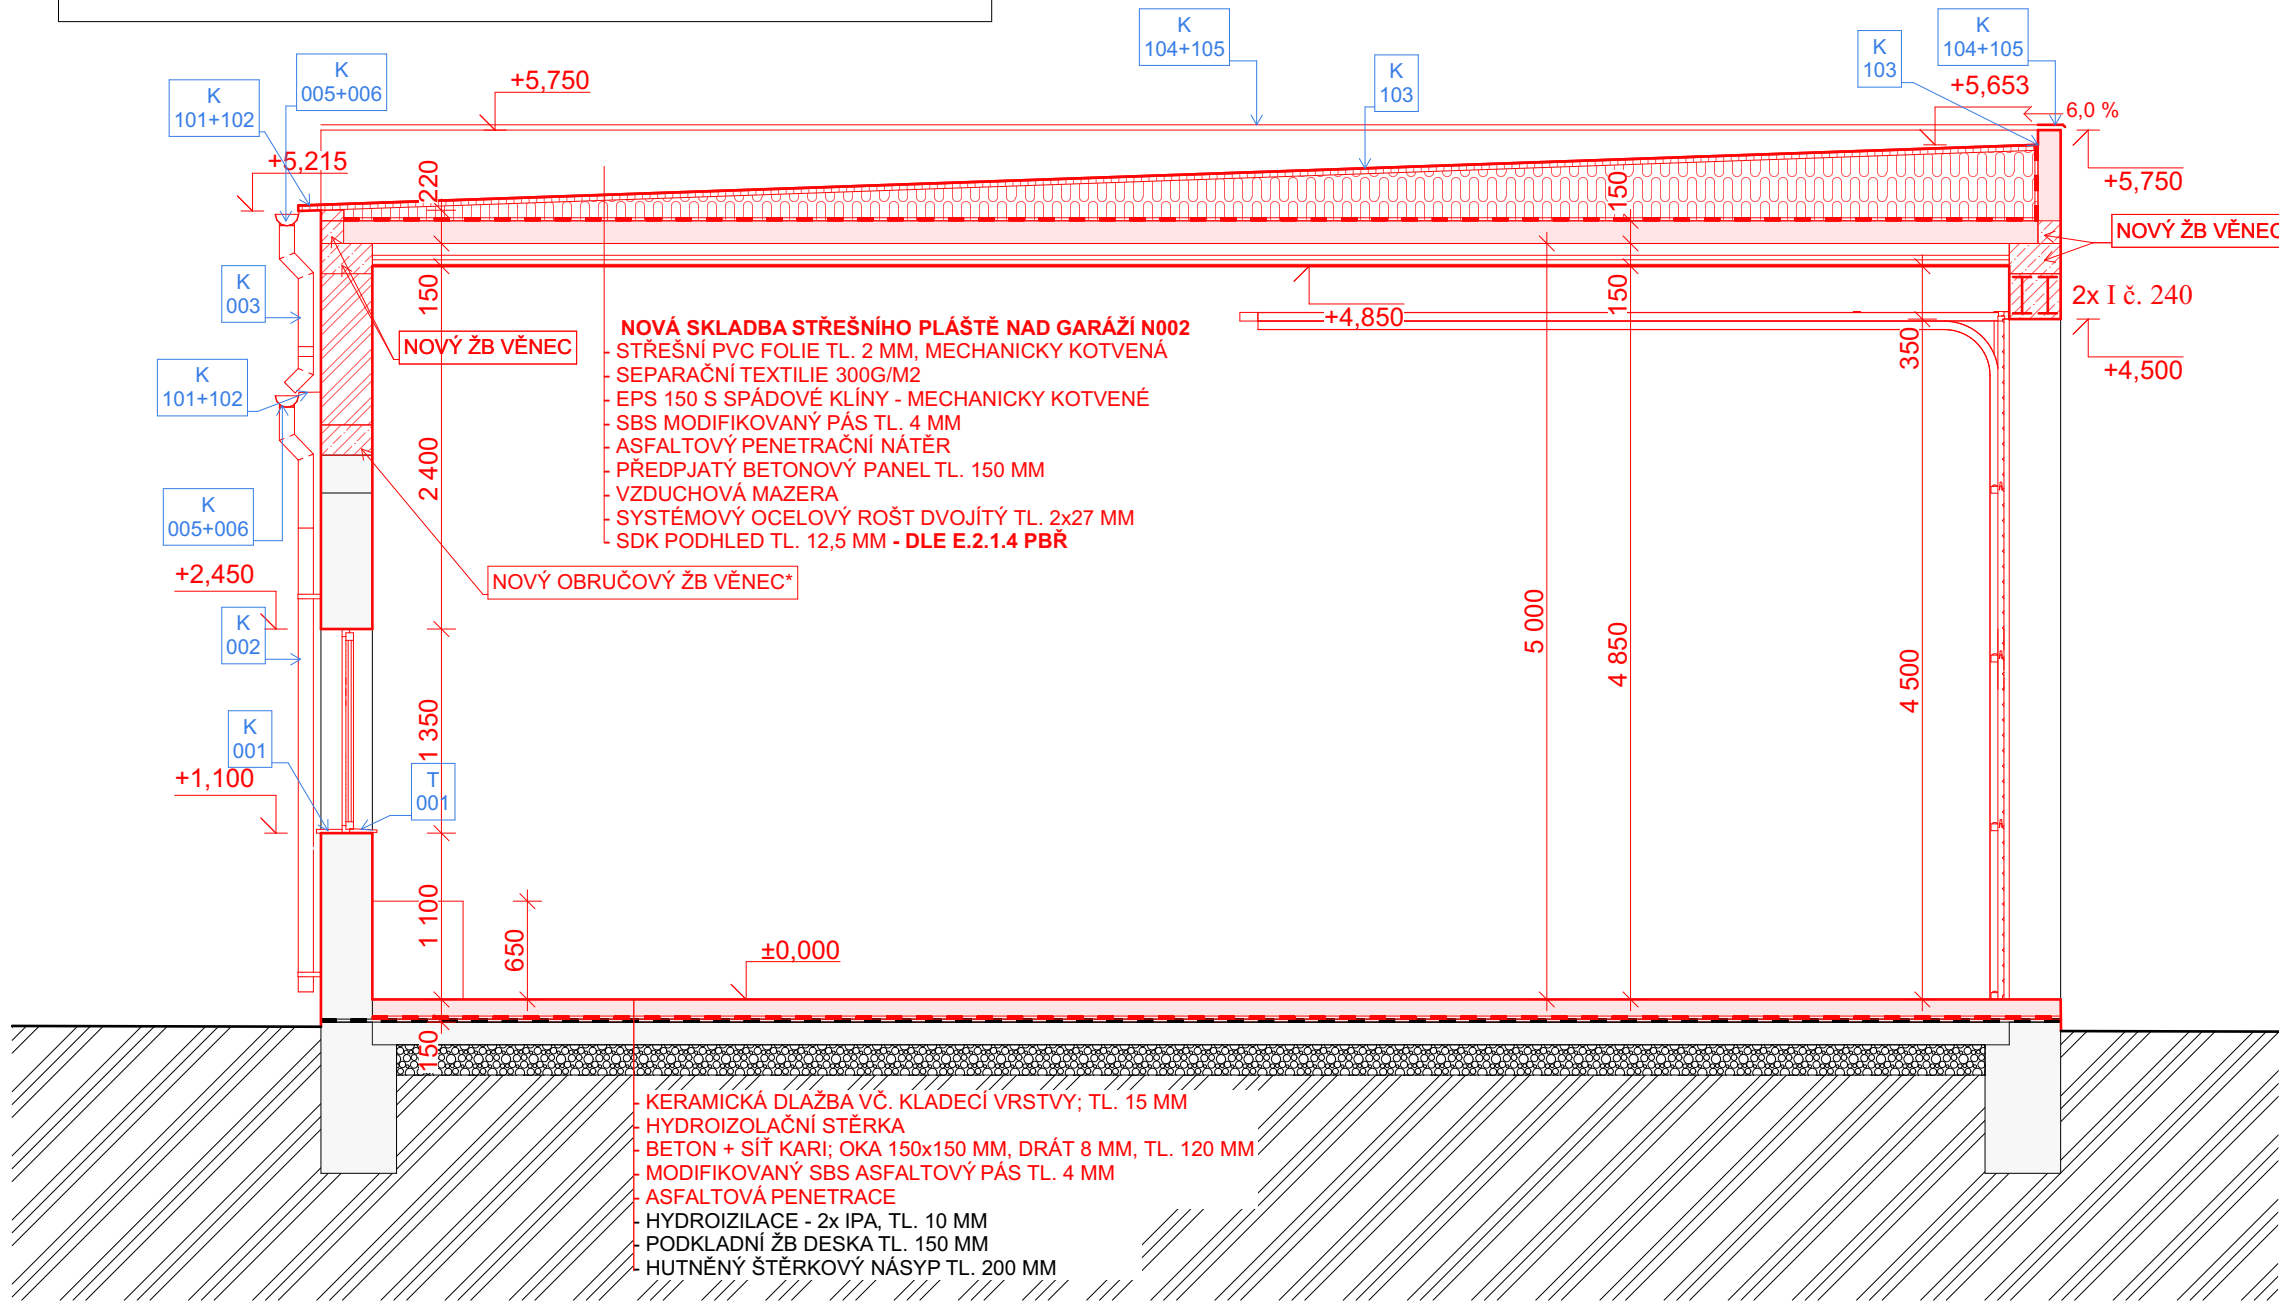 K
104+105
K
104+105
K
103
K
005+006
K
103
+5,750
+5,653
K
101+102
6,0 %
+5,215
220
150
+5,750
NOVÝ ŽB VĚNEC
K
003
150
150
2x I č. 240
+4,850
NOVÝ ŽB VĚNEC
350
+4,500
K
101+102
NOVÁ SKLADBA STŘEŠNÍHO PLÁŠTĚ NAD GARÁŽÍ N002
- STŘEŠNÍ PVC FOLIE TL. 2 MM, MECHANICKY KOTVENÁ
- SEPARAČNÍ TEXTILIE 300G/M2
- EPS 150 S SPÁDOVÉ KLÍNY - MECHANICKY KOTVENÉ
- SBS MODIFIKOVANÝ PÁS TL. 4 MM
- ASFALTOVÝ PENETRAČNÍ NÁTĚR
- PŘEDPJATÝ BETONOVÝ PANEL TL. 150 MM
- VZDUCHOVÁ MAZERA
- SYSTÉMOVÝ OCELOVÝ ROŠT DVOJÍTÝ TL. 2x27 MM
- SDK PODHLED TL. 12,5 MM - DLE E.2.1.4 PBŘ
2 400
K
005+006
+2,450
NOVÝ OBRUČOVÝ ŽB VĚNEC*
K
002
5 000
4 850
4 500
K
001
1 350
+1,100
T
001
1 100
650
±0,000
150
- KERAMICKÁ DLAŽBA VČ. KLADECÍ VRSTVY; TL. 15 MM
- HYDROIZOLAČNÍ STĚRKA
- BETON + SÍŤ KARI; OKA 150x150 MM, DRÁT 8 MM, TL. 120 MM
- MODIFIKOVANÝ SBS ASFALTOVÝ PÁS TL. 4 MM
- ASFALTOVÁ PENETRACE
- HYDROIZILACE - 2x IPA, TL. 10 MM
- PODKLADNÍ ŽB DESKA TL. 150 MM
- HUTNĚNÝ ŠTĚRKOVÝ NÁSYP TL. 200 MM